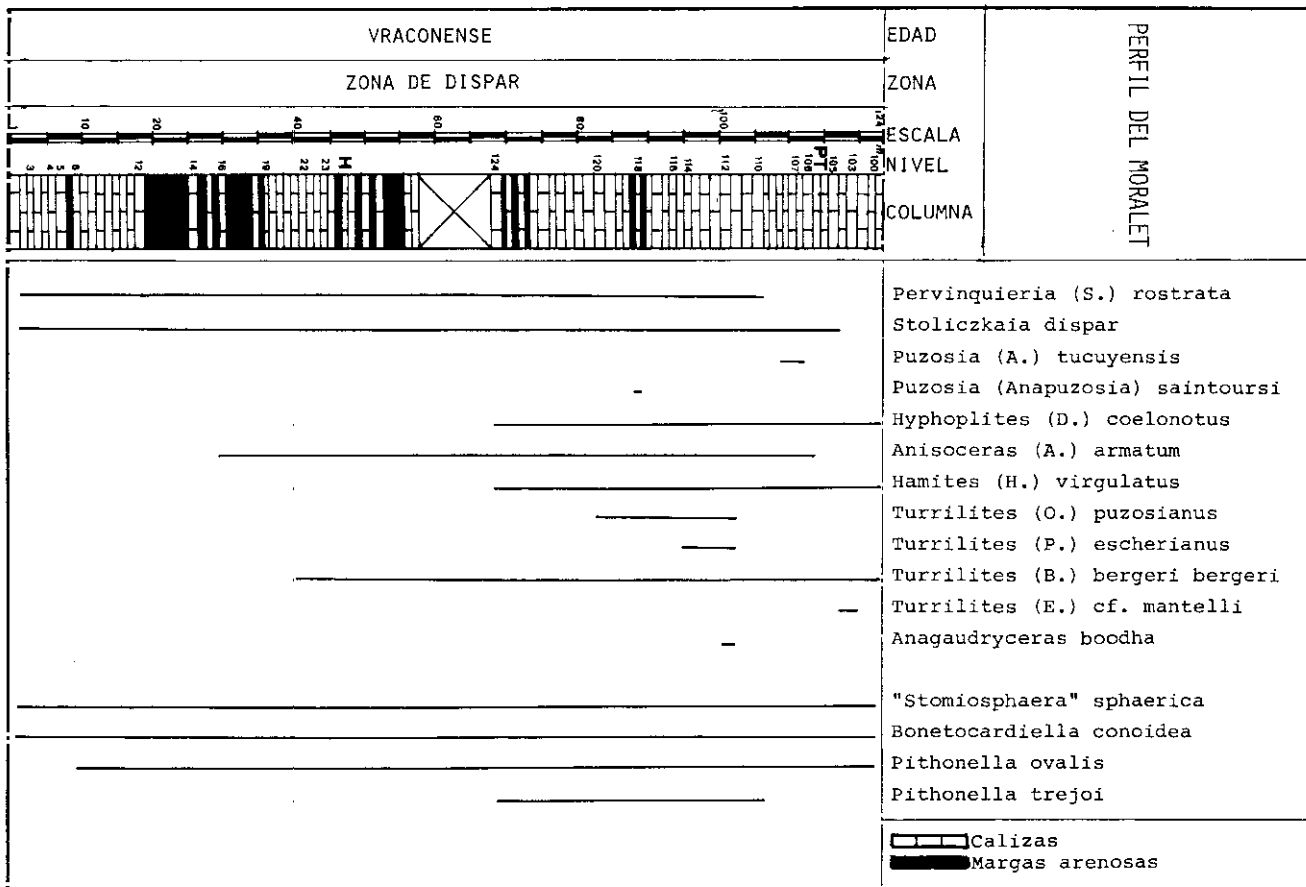 VRACONENSE EDAD
ZONA DE DISPAR ZONA
10 20 40 60 80 100 ESCALA
3 4 5 6 12 14 16 19 22 23 H 124 120 118 116 114 112 110 107 106 PT 105 103 100 NIVEL
COLUMNA
PERFIL DEL MORALET
Pervinquieria (S.) rostrata
Stoliczkaia dispar
Puzosia (A.) tucuyensis
Puzosia (Anapuzosia) saintoursi
Hyphoplites (D.) coelonotus
Anisoceras (A.) armatum
Hamites (H.) virgulatus
Turrilites (O.) puzosianus
Turrilites (P.) escherianus
Turrilites (B.) bergeri bergeri
Turrilites (E.) cf. mantelli
Anagaudryceras boodha
"Stomiosphaera" sphaerica
Bonetocardiella conoidea
Pithonella ovalis
Pithonella trejoi
Calizas
Margas arenosas